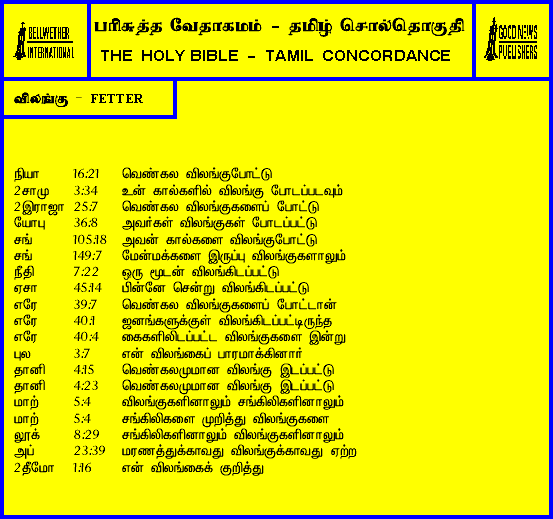 BELLWETHER
INTERNATIONAL
பரிசுத்த வேதாகமம் - தமிழ் சொல்தொகுதி
THE HOLY BIBLE - TAMIL CONCORDANCE
GOOD NEWS
PUBLISHERS
விலங்கு - FETTER
நியா 16:21 வெண்கல விலங்குபோட்டு
2சாமு 3:34 உன் கால்களில் விலங்கு போடப்படவும்
2இராஜா 25:7 வெண்கல விலங்குகளைப் போட்டு
யோபு 36:8 அவர்கள் விலங்குகள் போடப்பட்டு
சங் 105:18 அவன் கால்களை விலங்குபோட்டு
சங் 149:7 மேன்மக்களை இருப்பு விலங்குகளாலும்
நீதி 7:22 ஒரு மூடன் விலங்கிடப்பட்டு
ஏசா 45:14 பின்னே சென்று விலங்கிடப்பட்டு
எரே 39:7 வெண்கல விலங்குகளைப் போட்டான்
எரே 40:1 ஜனங்களுக்குள் விலங்கிடப்பட்டிருந்த
எரே 40:4 கைகளிலிடப்பட்ட விலங்குகளை இன்று
புல 3:7 என் விலங்கைப் பாரமாக்கினார்
தானி 4:15 வெண்கலமுமான விலங்கு இடப்பட்டு
தானி 4:23 வெண்கலமுமான விலங்கு இடப்பட்டு
மாற் 5:4 விலங்குகளினாலும் சங்கிலிகளினாலும்
மாற் 5:4 சங்கிலிகளை முறித்து விலங்குகளை
லூக் 8:29 சங்கிலிகளினாலும் விலங்குகளினாலும்
அப் 23:39 மரணத்துக்காவது விலங்குக்காவது ஏற்ற
2தீமோ 1:16 என் விலங்கைக் குறித்து